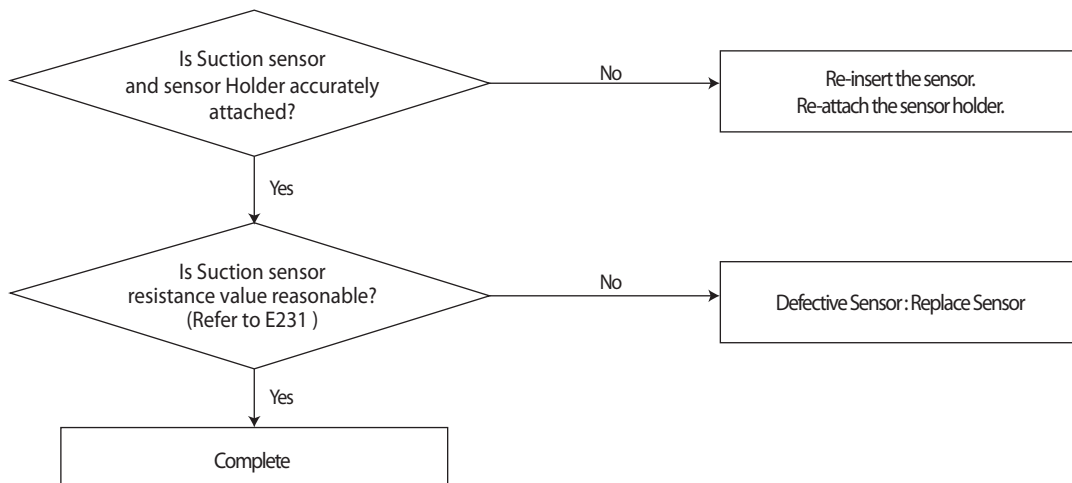 Is Suction sensor
and sensor Holder accurately
attached?
No
Re-insert the sensor.
Re-attach the sensor holder.
Yes
Is Suction sensor
resistance value reasonable?
(Refer to E231 )
No
Defective Sensor : Replace Sensor
Yes
Complete